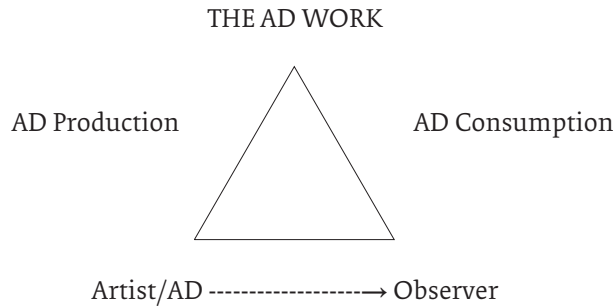 THE AD WORK
AD Production AD Consumption
Artist/AD Observer